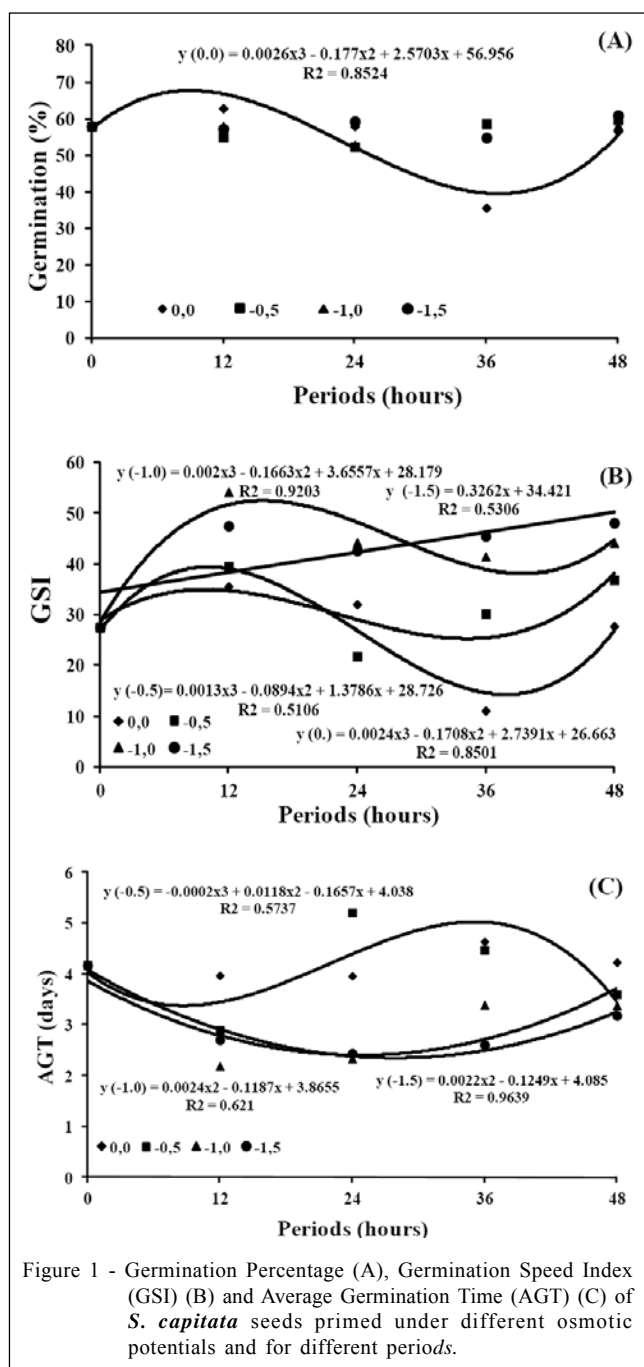 (A)
y (0.0) = 0.0026x3 - 0.177x2 + 2.5703x + 56.956
R2 = 0.8524
Germination (%)
80
70
60
50
40
30
20
10
0
0,0 -0,5 -1,0 -1,5
0 12 24 36 48
Periods (hours)
(B)
y (-1.0) = 0.002x3 - 0.1663x2 + 3.6557x + 28.179
R2 = 0.9203
y (-1.5) = 0.3262x + 34.421
R2 = 0.5306
GSI
60
50
40
30
20
10
0
y (-0.5) = 0.0013x3 - 0.0894x2 + 1.3786x + 28.726
R2 = 0.5106
0,0 -0,5
-1,0 -1,5
y (0.) = 0.0024x3 - 0.1708x2 + 2.7391x + 26.663
R2 = 0.8501
0 12 24 36 48
Periods (hours)
(C)
y (-0.5) = -0.0002x3 + 0.0118x2 - 0.1657x + 4.038
R2 = 0.5737
AGT (days)
6
5
4
3
2
1
0
y (-1.0) = 0.0024x2 - 0.1187x + 3.8655
R2 = 0.621
y (-1.5) = 0.0022x2 - 0.1249x + 4.085
R2 = 0.9639
0,0 -0,5 -1,0 -1,5
0 12 24 36 48
Periods (hours)
Figure 1 - Germination Percentage (A), Germination Speed Index
(GSI) (B) and Average Germination Time (AGT) (C) of
S. capitata seeds primed under different osmotic
potentials and for different periods.